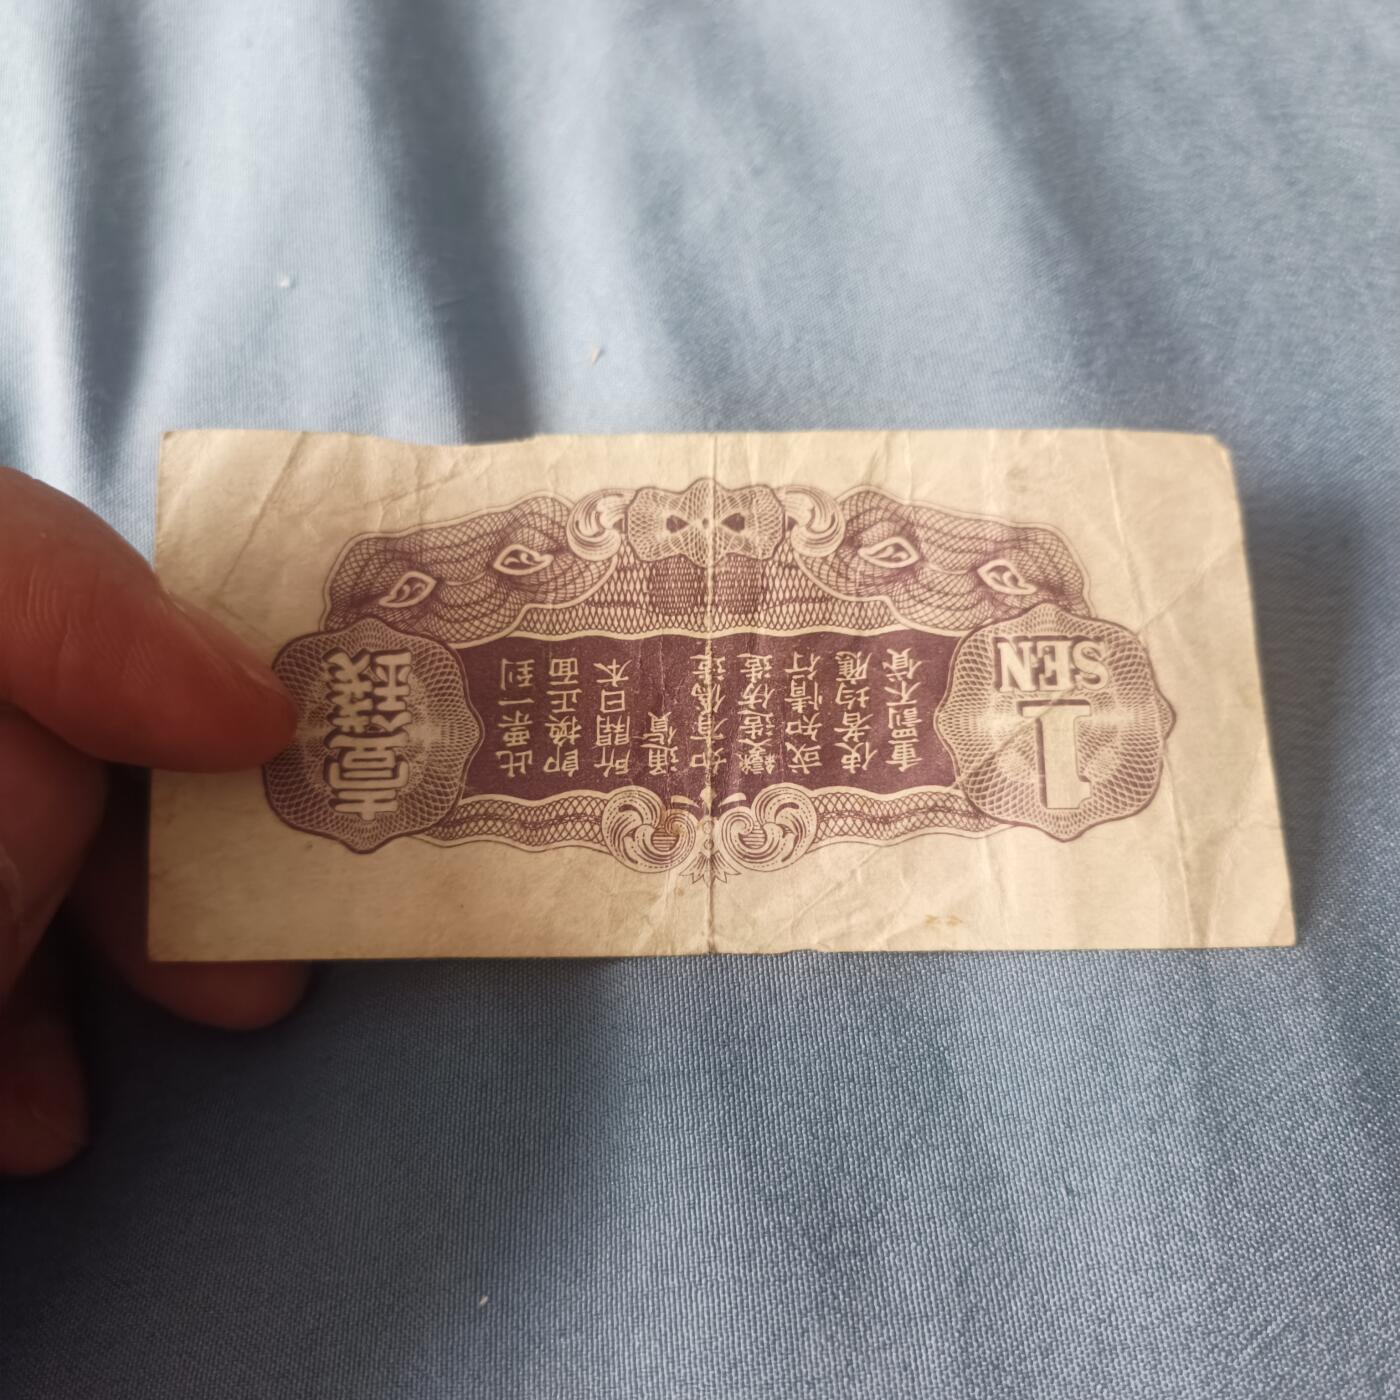 壹錢
此票一到
即換正面
所開日本
通貨
如有偽造
變造仿造
或知情行
使者均應
重罰不貸
1
SEN